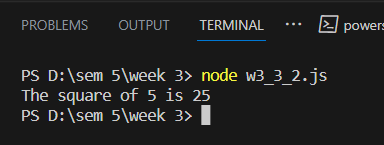 PROBLEMS OUTPUT TERMINAL ... powers
PS D:\sem 5\week 3> node w3_3_2.js
The square of 5 is 25
PS D:\sem 5\week 3>